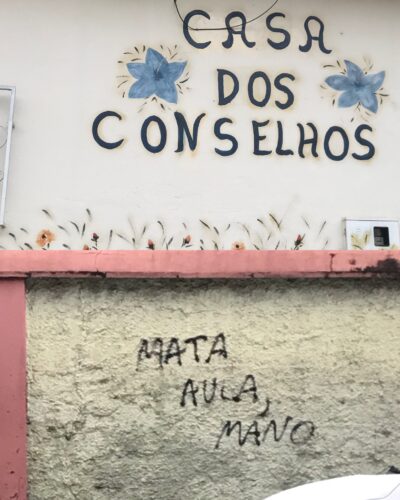 CASA
DOS
CONSELHOS
MATA
AULA,
MANO